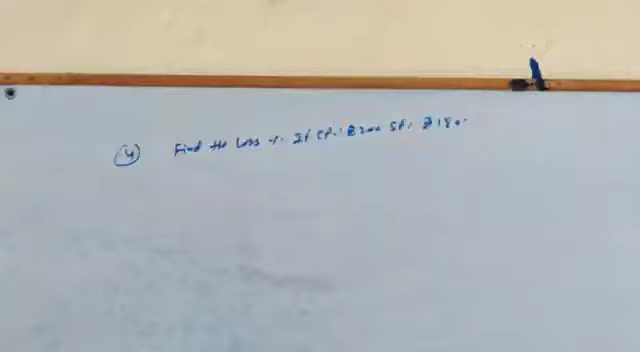 (4) Find the Loss %. If CP. ₹200 SP. ₹180.